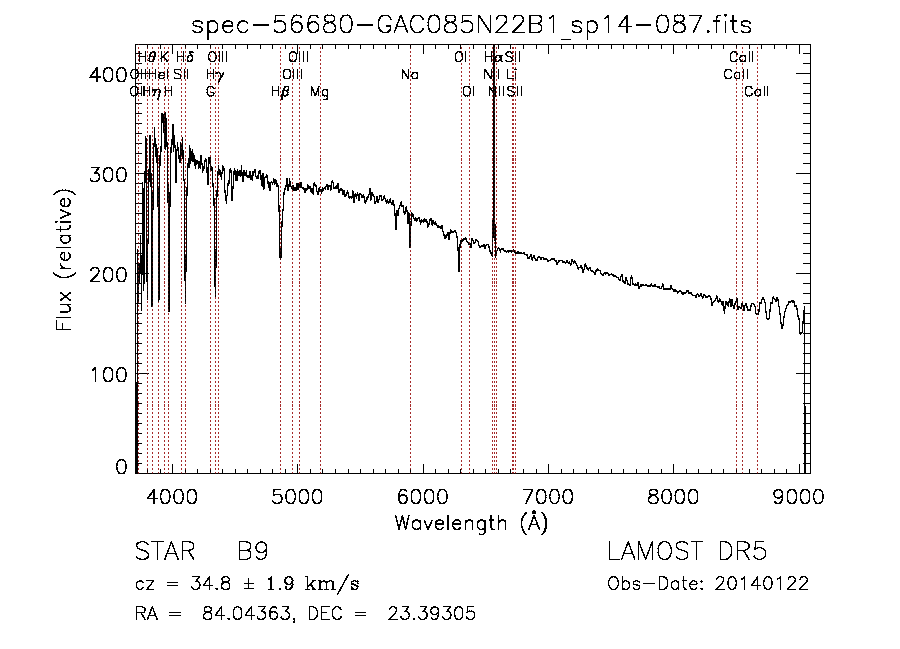 spec-56680-GAC085N22B1_sp14-087.fits
Hθ K Hδ OIII OIII OI Hα SII CaII
OII HeI SII Hγ OIII Na NII Li CaII
OII Hη H G Hβ Mg OI NII SII CaII
400
300
200
100
0
Flux (relative)
4000 5000 6000 7000 8000 9000
Wavelength (Å)
STAR B9 LAMOST DR5
cz = 34.8 ± 1.9 km/s Obs-Date: 20140122
RA = 84.04363, DEC = 23.39305